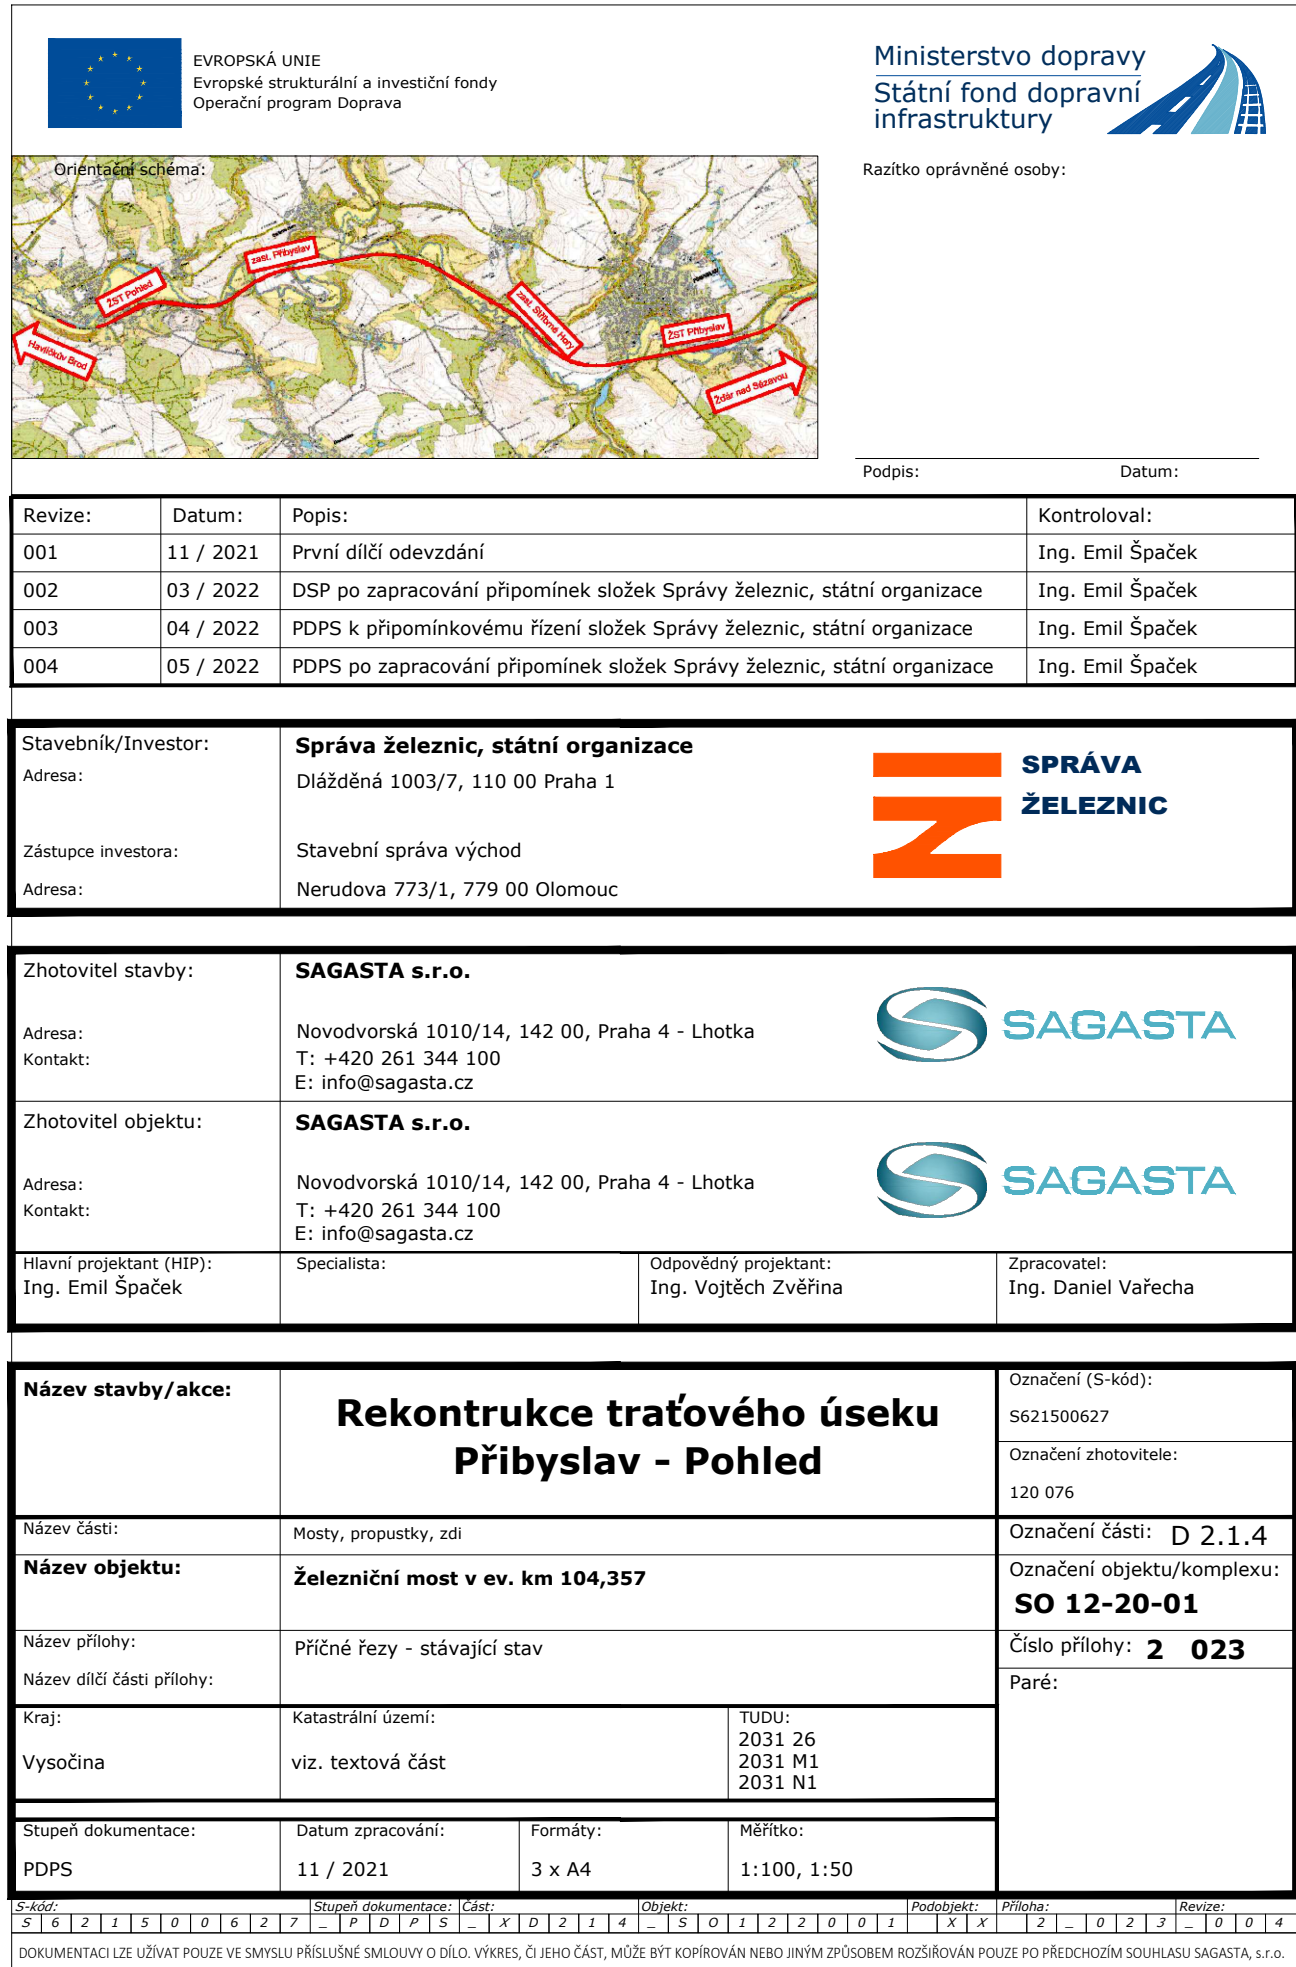 EVROPSKÁ UNIE
Evropské strukturální a investiční fondy
Operační program Doprava
Ministerstvo dopravy
Státní fond dopravní
infrastruktury
Orientační schéma:
ŽST Pohled
zast. Přibyslav
zast. Stříbrné Hory
ŽST Přibyslav
Havlíčkův Brod
Žďár nad Sázavou
Razítko oprávněné osoby:
Podpis: Datum:
Revize: Datum: Popis: Kontroloval:
001 11 / 2021 První dílčí odevzdání Ing. Emil Špaček
002 03 / 2022 DSP po zapracování připomínek složek Správy železnic, státní organizace Ing. Emil Špaček
003 04 / 2022 PDPS k připomínkovému řízení složek Správy železnic, státní organizace Ing. Emil Špaček
004 05 / 2022 PDPS po zapracování připomínek složek Správy železnic, státní organizace Ing. Emil Špaček
Stavebník/Investor: Správa železnic, státní organizace
Adresa: Dlážděná 1003/7, 110 00 Praha 1
SPRÁVA
ŽELEZNIC
Zástupce investora: Stavební správa východ
Adresa: Nerudova 773/1, 779 00 Olomouc
Zhotovitel stavby: SAGASTA s.r.o.
SAGASTA
Adresa: Novodvorská 1010/14, 142 00, Praha 4 - Lhotka
Kontakt: T: +420 261 344 100
E: info@sagasta.cz
Zhotovitel objektu: SAGASTA s.r.o.
SAGASTA
Adresa: Novodvorská 1010/14, 142 00, Praha 4 - Lhotka
Kontakt: T: +420 261 344 100
E: info@sagasta.cz
Hlavní projektant (HIP): Specialista: Odpovědný projektant: Zpracovatel:
Ing. Emil Špaček Ing. Vojtěch Zvěřina Ing. Daniel Vařecha
Název stavby/akce:
Rekontrukce traťového úseku
Přibyslav - Pohled
Označení (S-kód):
S621500627
Označení zhotovitele:
120 076
Název části: Mosty, propustky, zdi Označení části: D 2.1.4
Název objektu: Železniční most v ev. km 104,357 Označení objektu/komplexu:
SO 12-20-01
Název přílohy: Příčné řezy - stávající stav Číslo přílohy: 2 023
Název dílčí části přílohy: Paré:
Kraj: Katastrální území: TUDU:
2031 26
Vysočina viz. textová část 2031 M1
2031 N1
Stupeň dokumentace: Datum zpracování: Formáty: Měřítko:
PDPS 11 / 2021 3 x A4 1:100, 1:50
S-kód: Stupeň dokumentace: Část: Objekt: Podobjekt: Příloha: Revize:
S 6 2 1 5 0 0 6 2 7 _ P D P S _ X D 2 1 4 _ S O 1 2 2 0 0 1 X X 2 _ 0 2 3 _ 0 0 4
DOKUMENTACI LZE UŽÍVAT POUZE VE SMYSLU PŘÍSLUŠNÉ SMLOUVY O DÍLO. VÝKRES, ČI JEHO ČÁST, MŮŽE BÝT KOPÍROVÁN NEBO JINÝM ZPŮSOBEM ROZŠIŘOVÁN POUZE PO PŘEDCHOZÍM SOUHLASU SAGASTA, s.r.o.